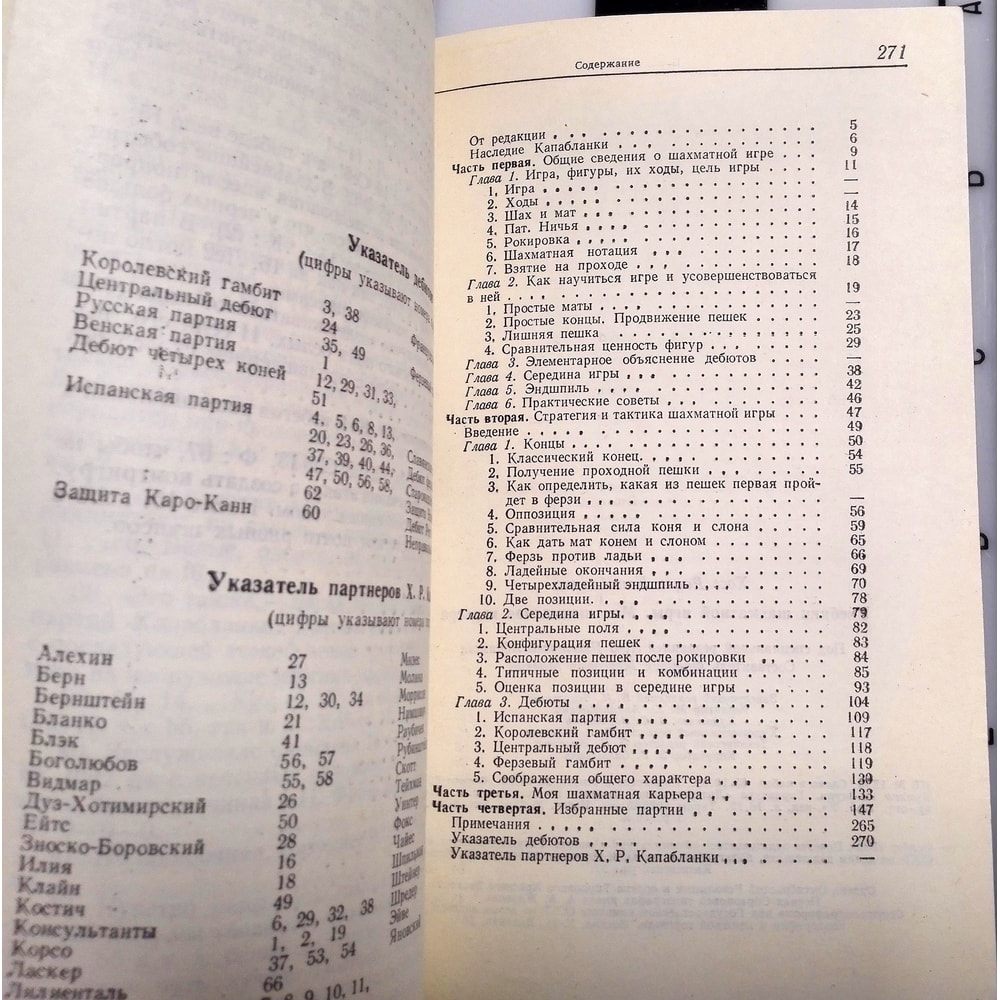 Указатель
(цифры указывают
Королевский гамбит 3, 38
Центральный дебют 24
Русская партия 35, 49
Венская партия 1
Дебют четырех коней 12, 29, 31, 33,
51
Испанская партия 4, 5, 6, 8, 13,
20, 23, 26, 36,
37, 39, 40, 44,
47, 50, 56, 58,
62
Защита Каро-Канн 60
Указатель партнеров Х. Р.
(цифры указывают номера
Алехин 27
Берн 13
Бернштейн 12, 30, 34
Бланко 21
Блэк 41
Боголюбов 56, 57
Видмар 55, 58
Дуз-Хотимирский 26
Ейтс 50
Зноско-Боровский 28
Илия 16
Клайн 18
Костич 49
Консультанты 6, 29, 32, 38
Корсо 1, 2, 19
Ласкер 37, 53, 54
Лилиенталь 66
8, 9, 10, 11,
Скотт
Тейхман
Уинтер
Фокс
Чайес
Шпильман
Штейнер
Шредер
Эйве
Яновский
Содержание 271
От редакции 5
Наследие Капабланки 6
Часть первая. Общие сведения о шахматной игре 9
Глава 1. Игра, фигуры, их ходы, цель игры 11
1. Игра —
2. Ходы —
3. Шах и мат 14
4. Пат. Ничья 15
5. Рокировка 16
6. Шахматная нотация 17
7. Взятие на проходе 18
Глава 2. Как научиться игре и усовершенствоваться
в ней 19
1. Простые маты —
2. Простые концы. Продвижение пешек 23
3. Лишняя пешка 25
4. Сравнительная ценность фигур 29
Глава 3. Элементарное объяснение дебютов —
Глава 4. Середина игры 38
Глава 5. Эндшпиль 42
Глава 6. Практические советы 46
Часть вторая. Стратегия и тактика шахматной игры 47
Введение 49
Глава 1. Концы 50
1. Классический конец. 54
2. Получение проходной пешки 55
3. Как определить, какая из пешек первая прой-
дет в ферзи
4. Оппозиция 56
5. Сравнительная сила коня и слона 59
6. Как дать мат конем и слоном 65
7. Ферзь против ладьи 66
8. Ладейные окончания 69
9. Четырехладейный эндшпиль 70
10. Две позиции. 78
Глава 2. Середина игры. 79
1. Центральные поля 82
2. Конфигурация пешек 83
3. Расположение пешек после рокировки 84
4. Типичные позиции и комбинации 85
5. Оценка позиции в середине игры 93
Глава 3. Дебюты 104
1. Испанская партия 109
2. Королевский гамбит 117
3. Центральный дебют 118
4. Ферзевый гамбит 119
5. Соображения общего характера 139
Часть третья. Моя шахматная карьера 133
Часть четвертая. Избранные партии 147
Примечания 265
Указатель дебютов 270
Указатель партнеров Х. Р. Капабланки —